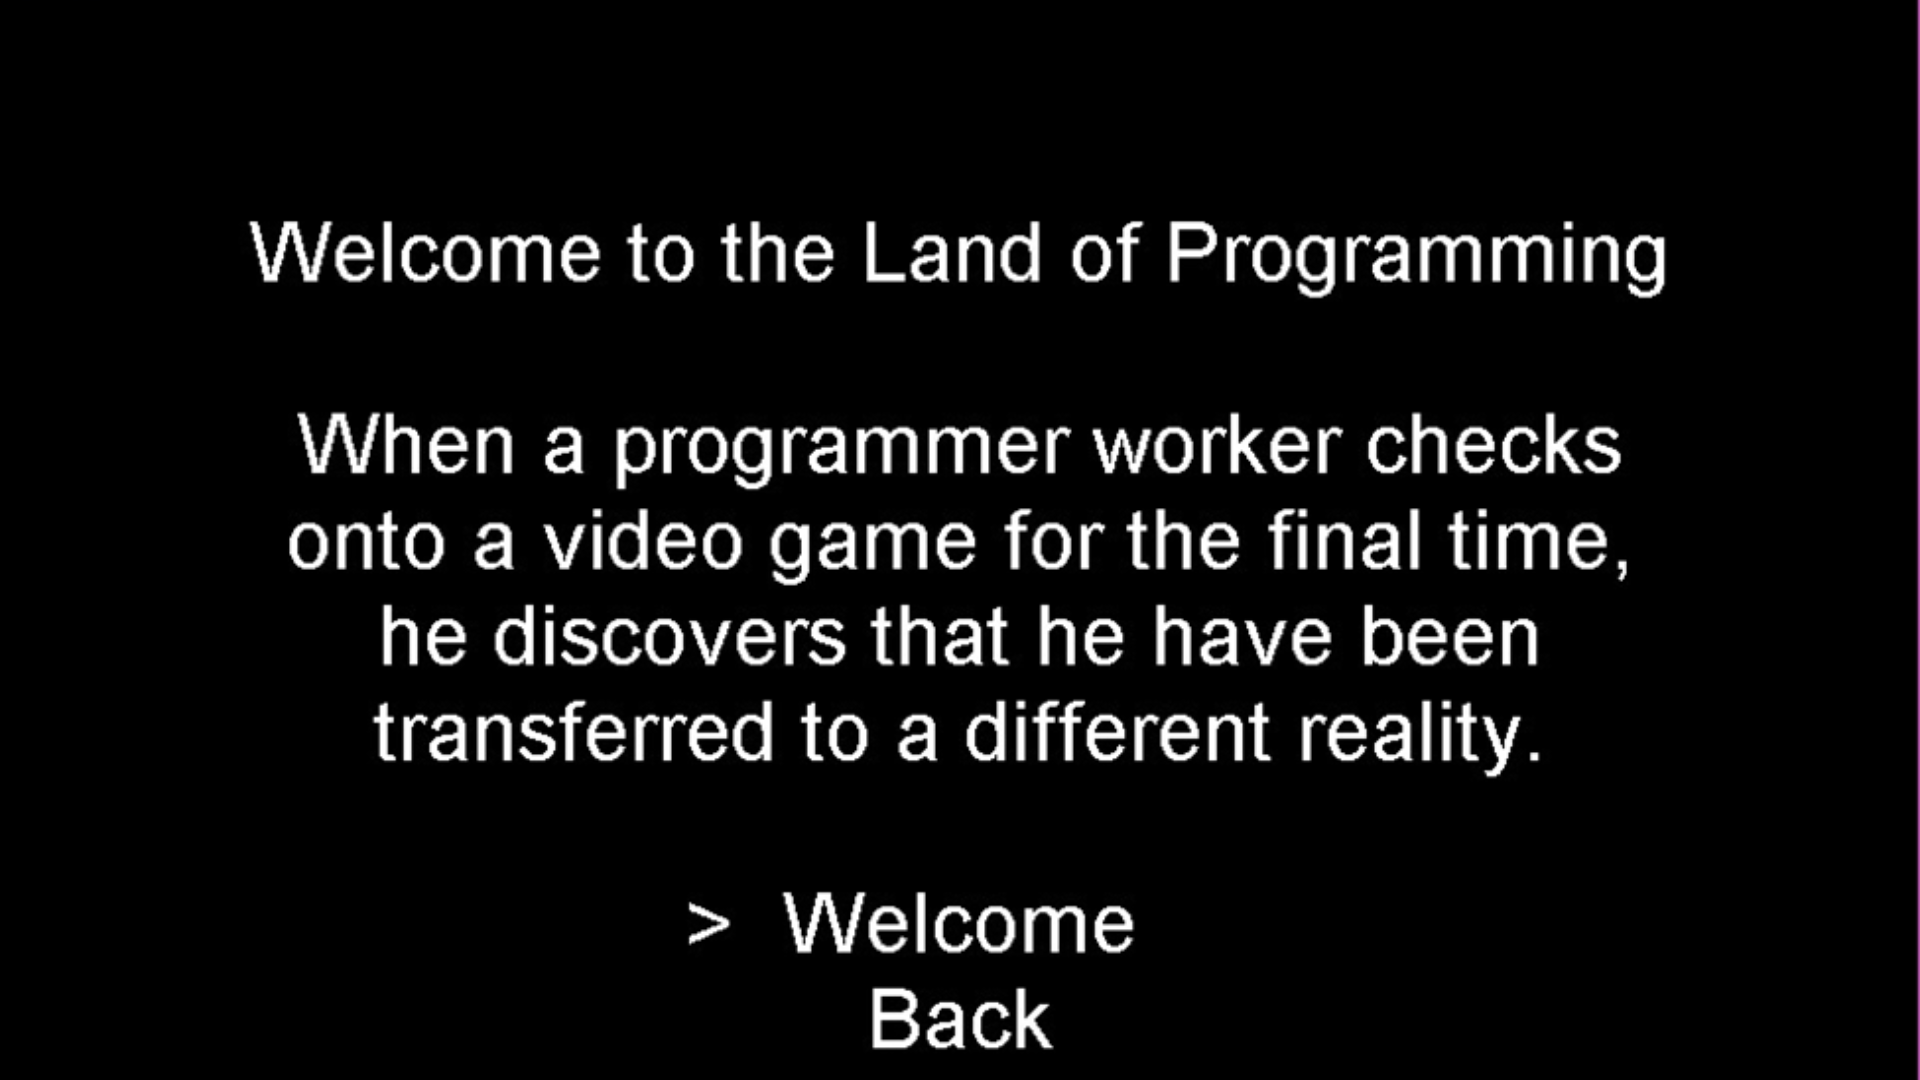 Welcome to the Land of Programming
When a programmer worker checks
onto a video game for the final time,
he discovers that he have been
transferred to a different reality.
> Welcome
Back